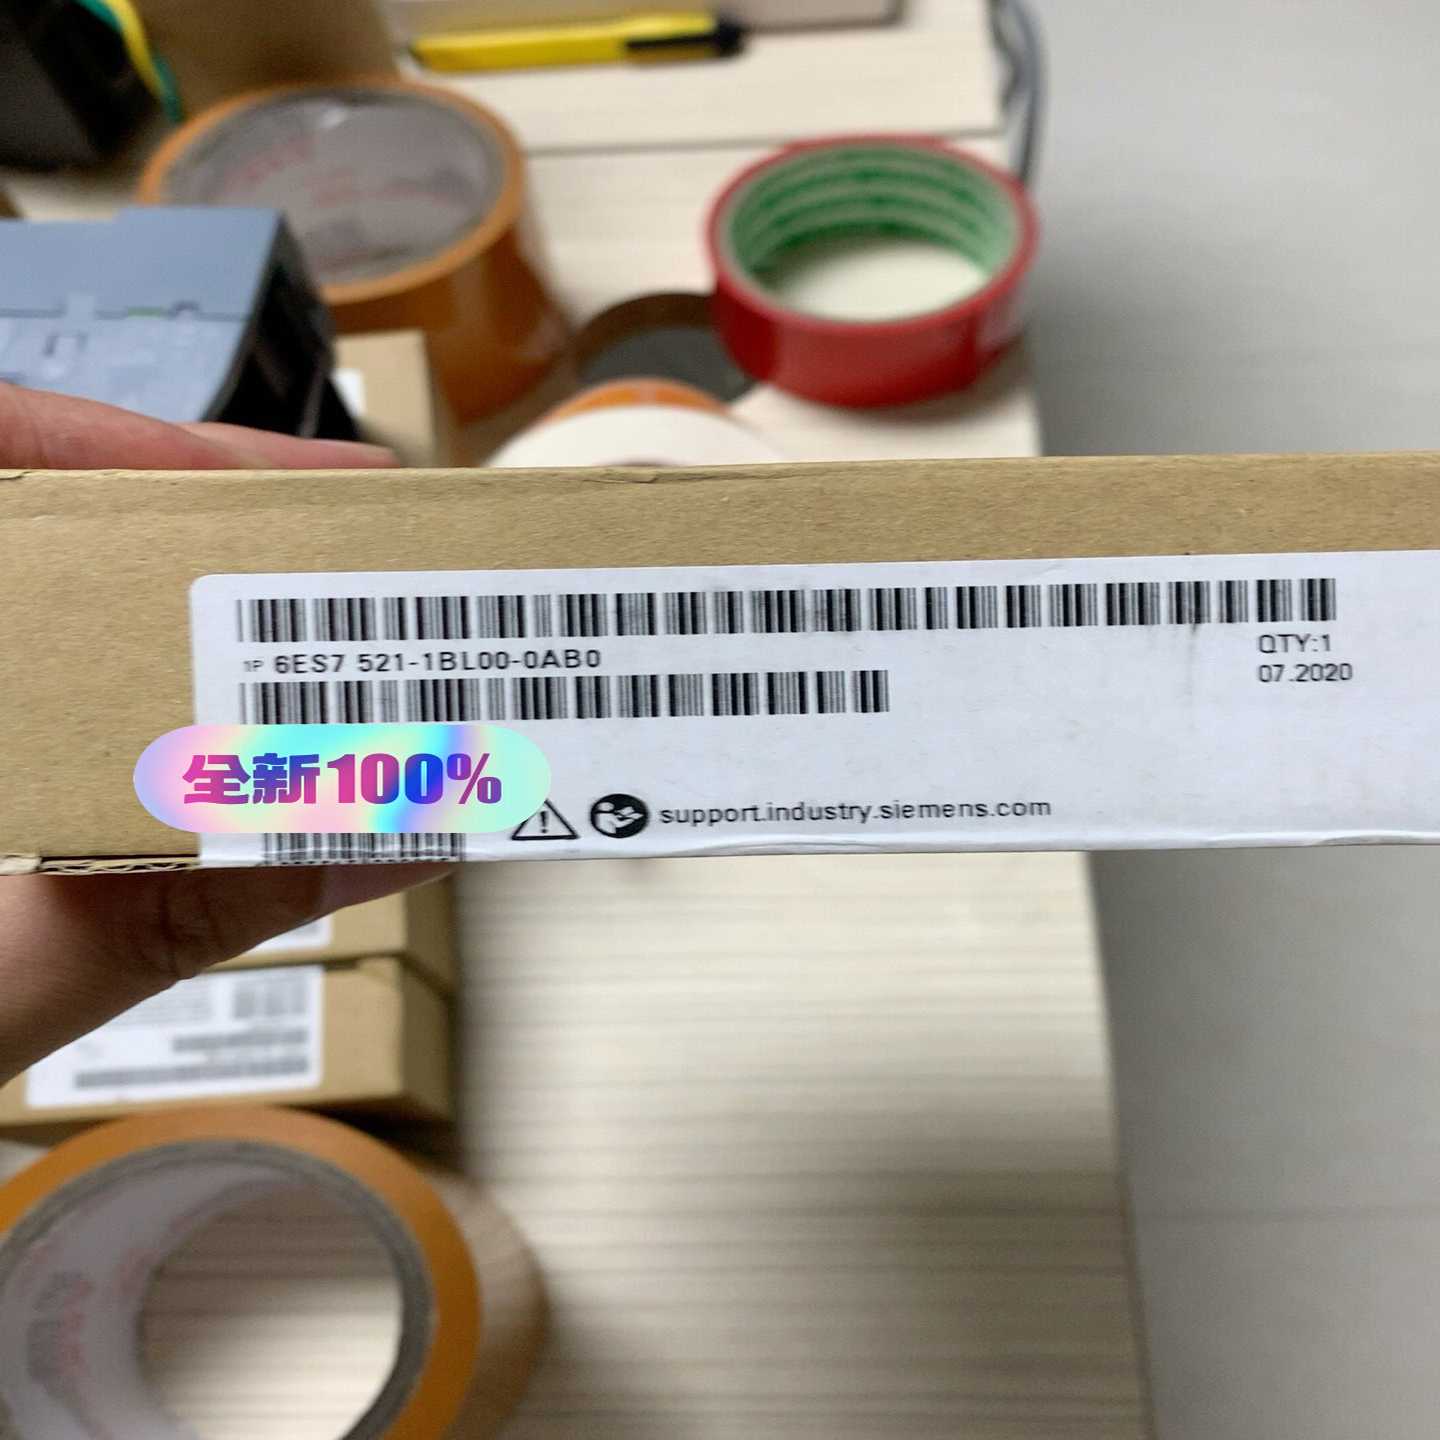 1P 6ES7 521-1BL00-0AB0
QTY:1
07.2020
全新100%
support.industry.siemens.com